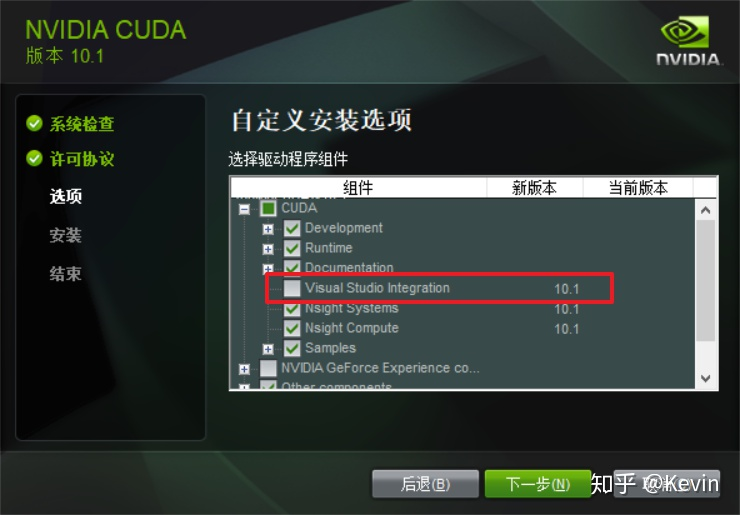 NVIDIA CUDA
版本 10.1
NVIDIA.
系统检查
许可协议
选项
安装
结束
自定义安装选项
选择驱动程序组件
组件 新版本 当前版本
CUDA
Development
Runtime
Documentation
Visual Studio Integration 10.1
Nsight Systems 10.1
Nsight Compute 10.1
Samples
NVIDIA GeForce Experience co...
Other components
后退(B) 下一步(N)
知乎 @Kevin